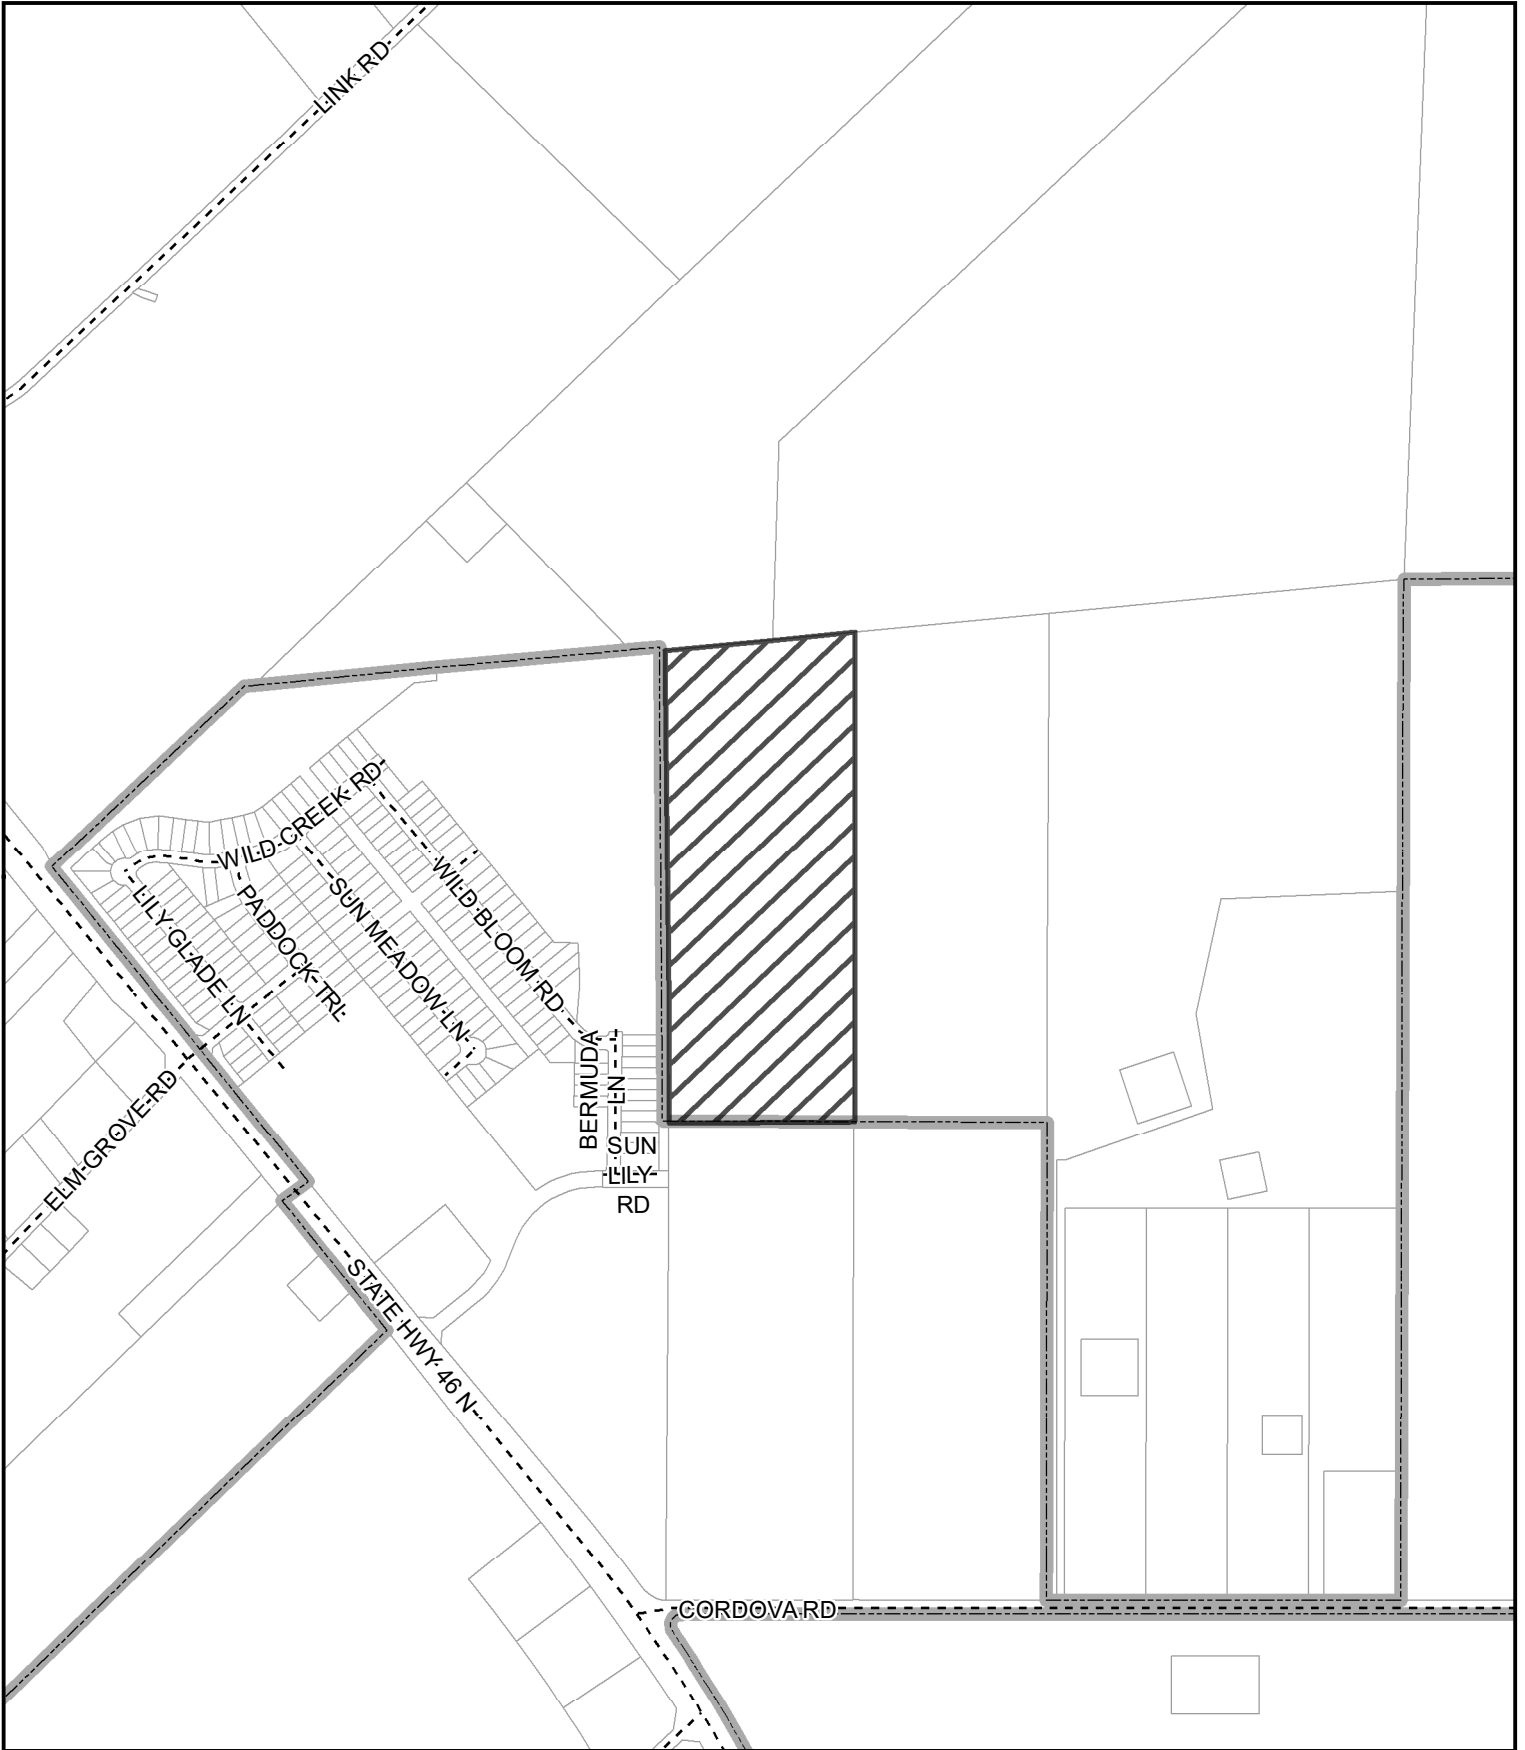 LINK RD
WILD CREEK RD
WILD BLOOM RD
SUN MEADOW LN
PADDOCK TRL
LILY GLADE LN
BERMUDA
LN
SUN
LILY
RD
ELM GROVE RD
STATE HWY 46 N
CORDOVA RD